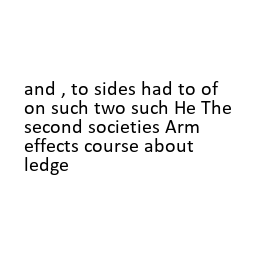 and , to sides had to of
on such two such He The
second societies Arm
effects course about
ledge